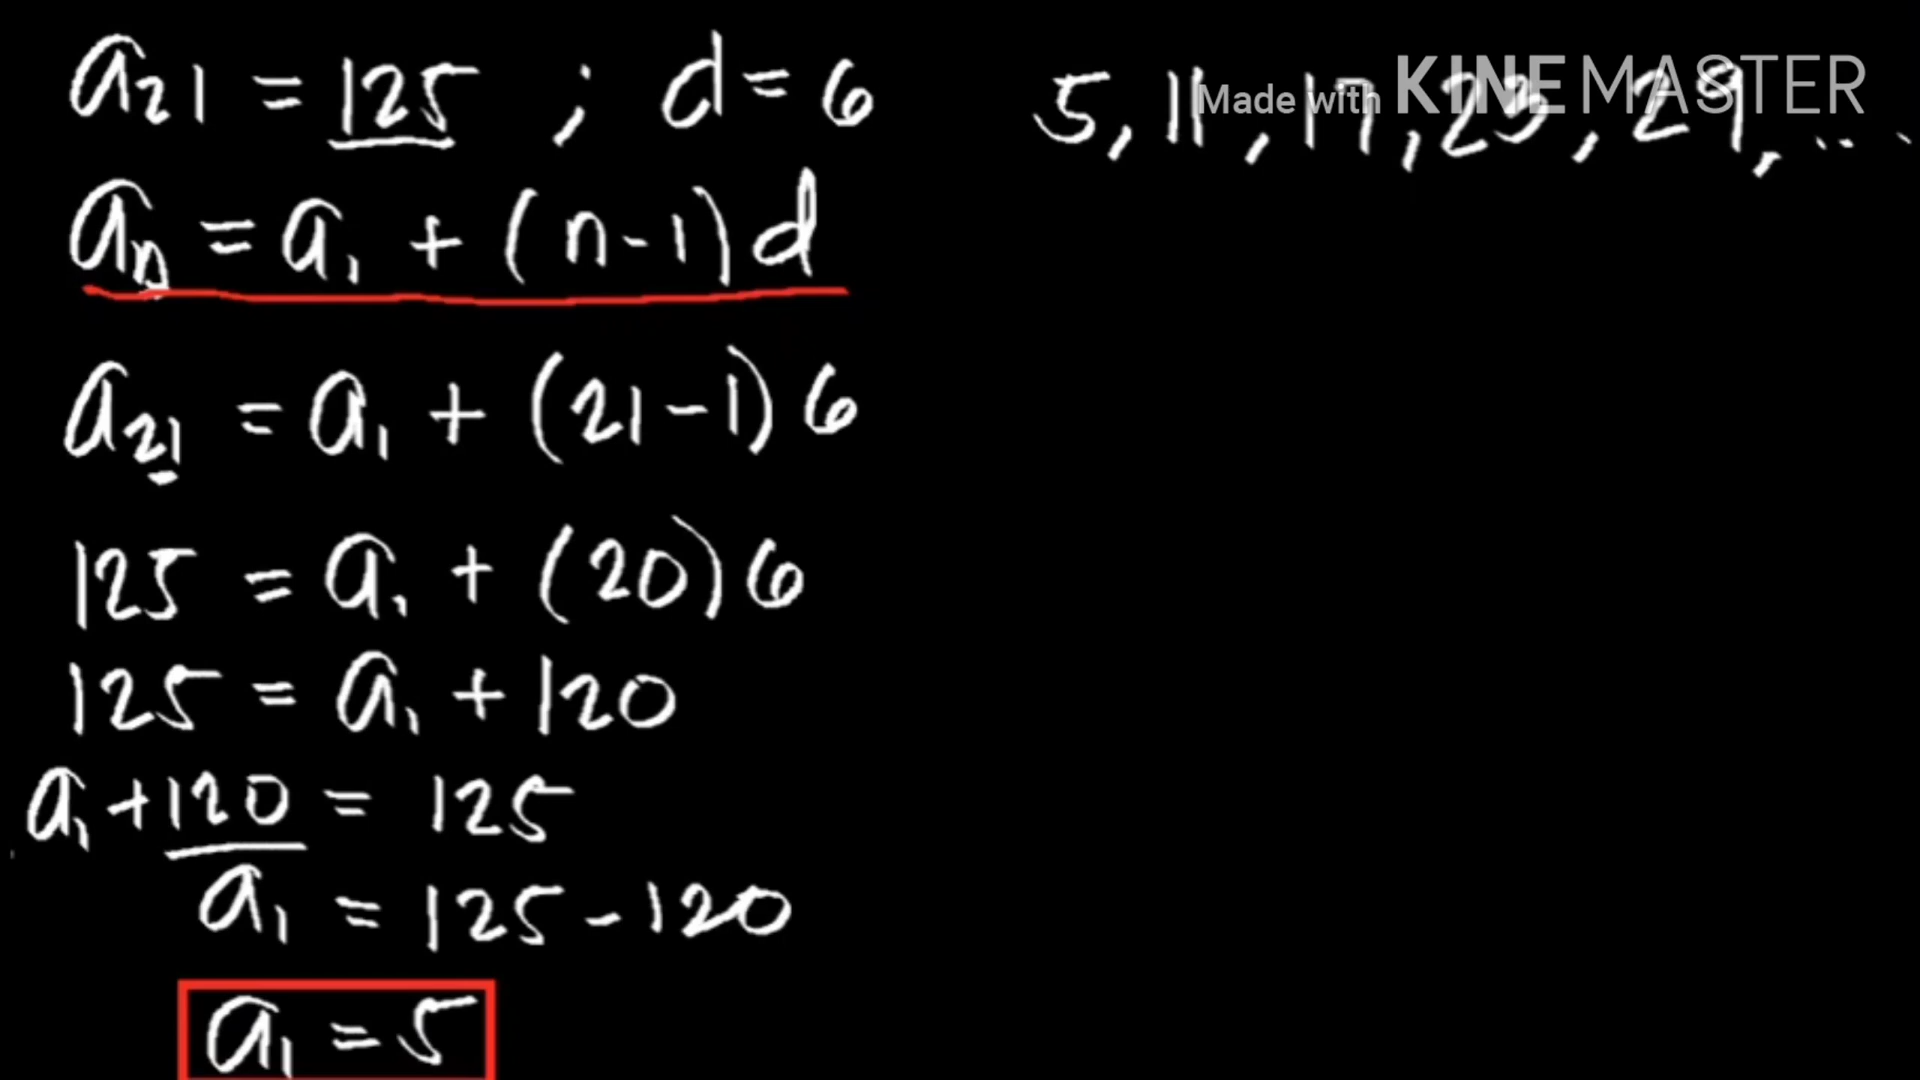 a₂₁ = 125 ; d = 6
5, 11, 17, 23, 29, ...
Made with KINEMASTER
aₙ = a₁ + (n-1)d
a₂₁ = a₁ + (21-1)6
125 = a₁ + (20)6
125 = a₁ + 120
a₁ + 120 = 125
a₁ = 125 - 120
a₁ = 5